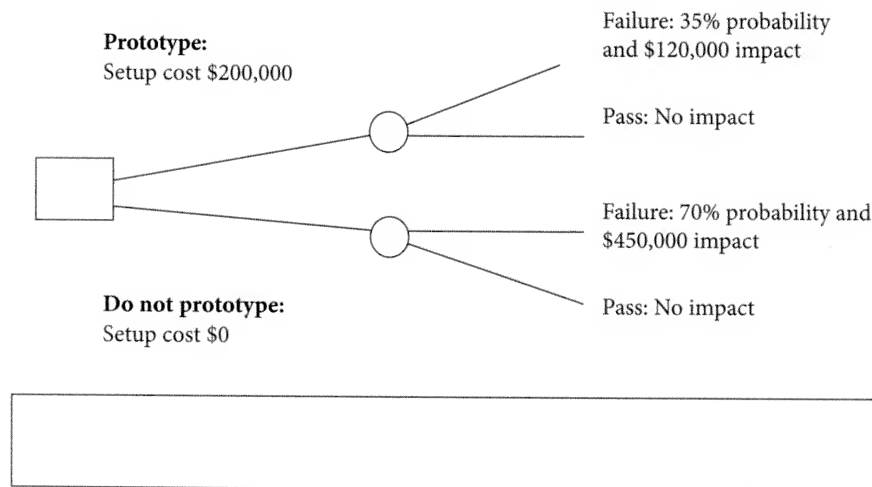 Prototype:
Setup cost $200,000
Failure: 35% probability
and $120,000 impact
Pass: No impact
Failure: 70% probability and
$450,000 impact
Do not prototype:
Setup cost $0
Pass: No impact